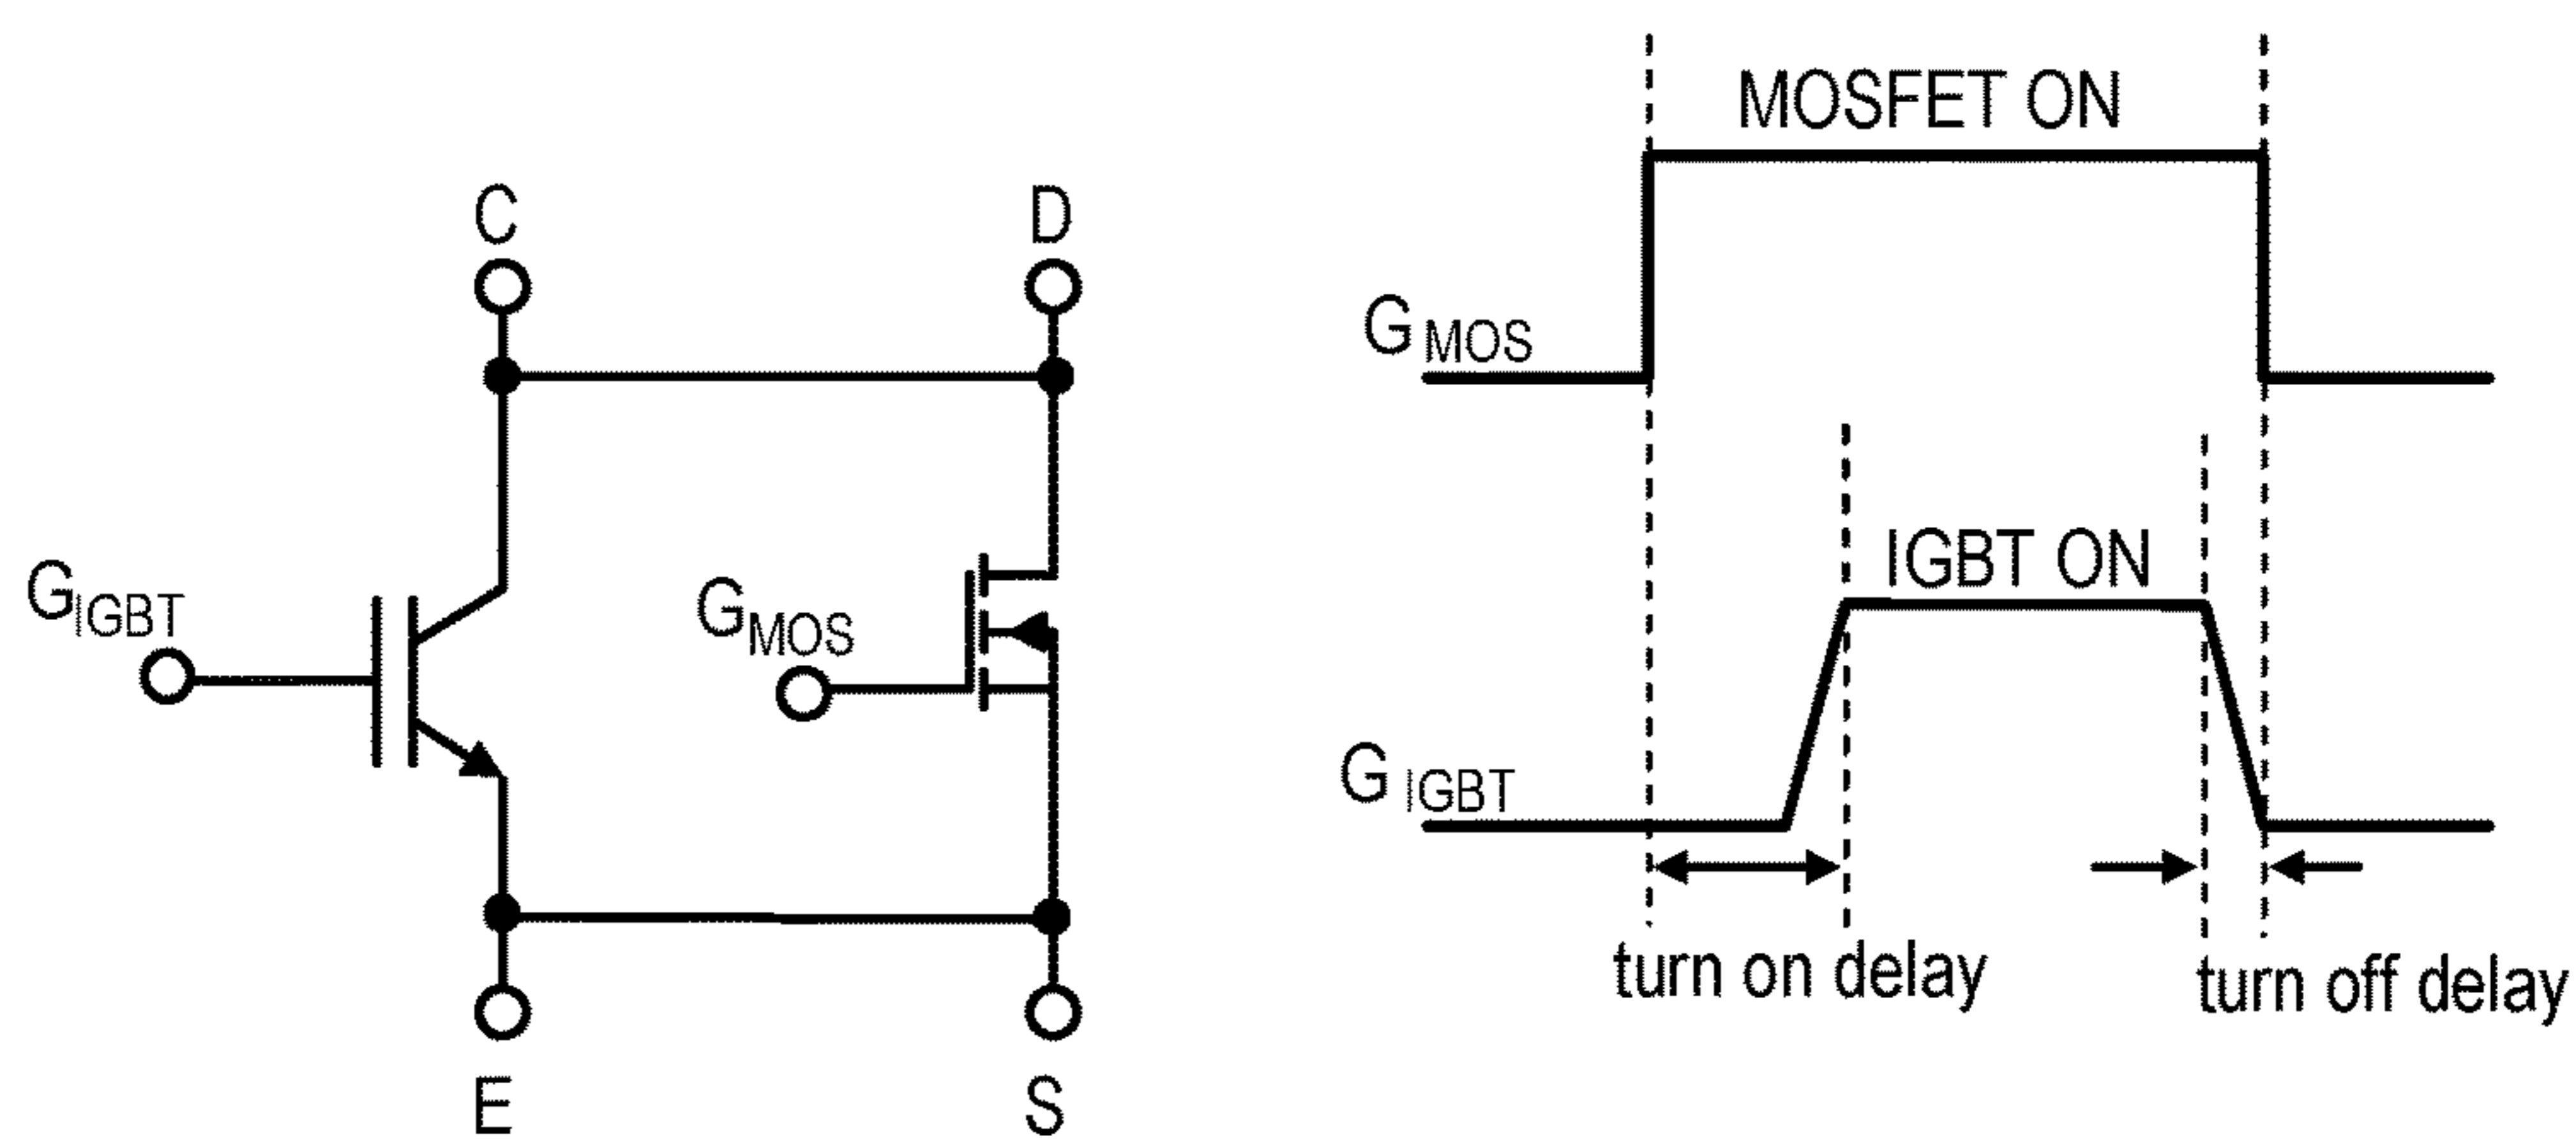 C
D
G IGBT
G MOS
E
S
MOSFET ON
G MOS
IGBT ON
G IGBT
turn on delay
turn off delay